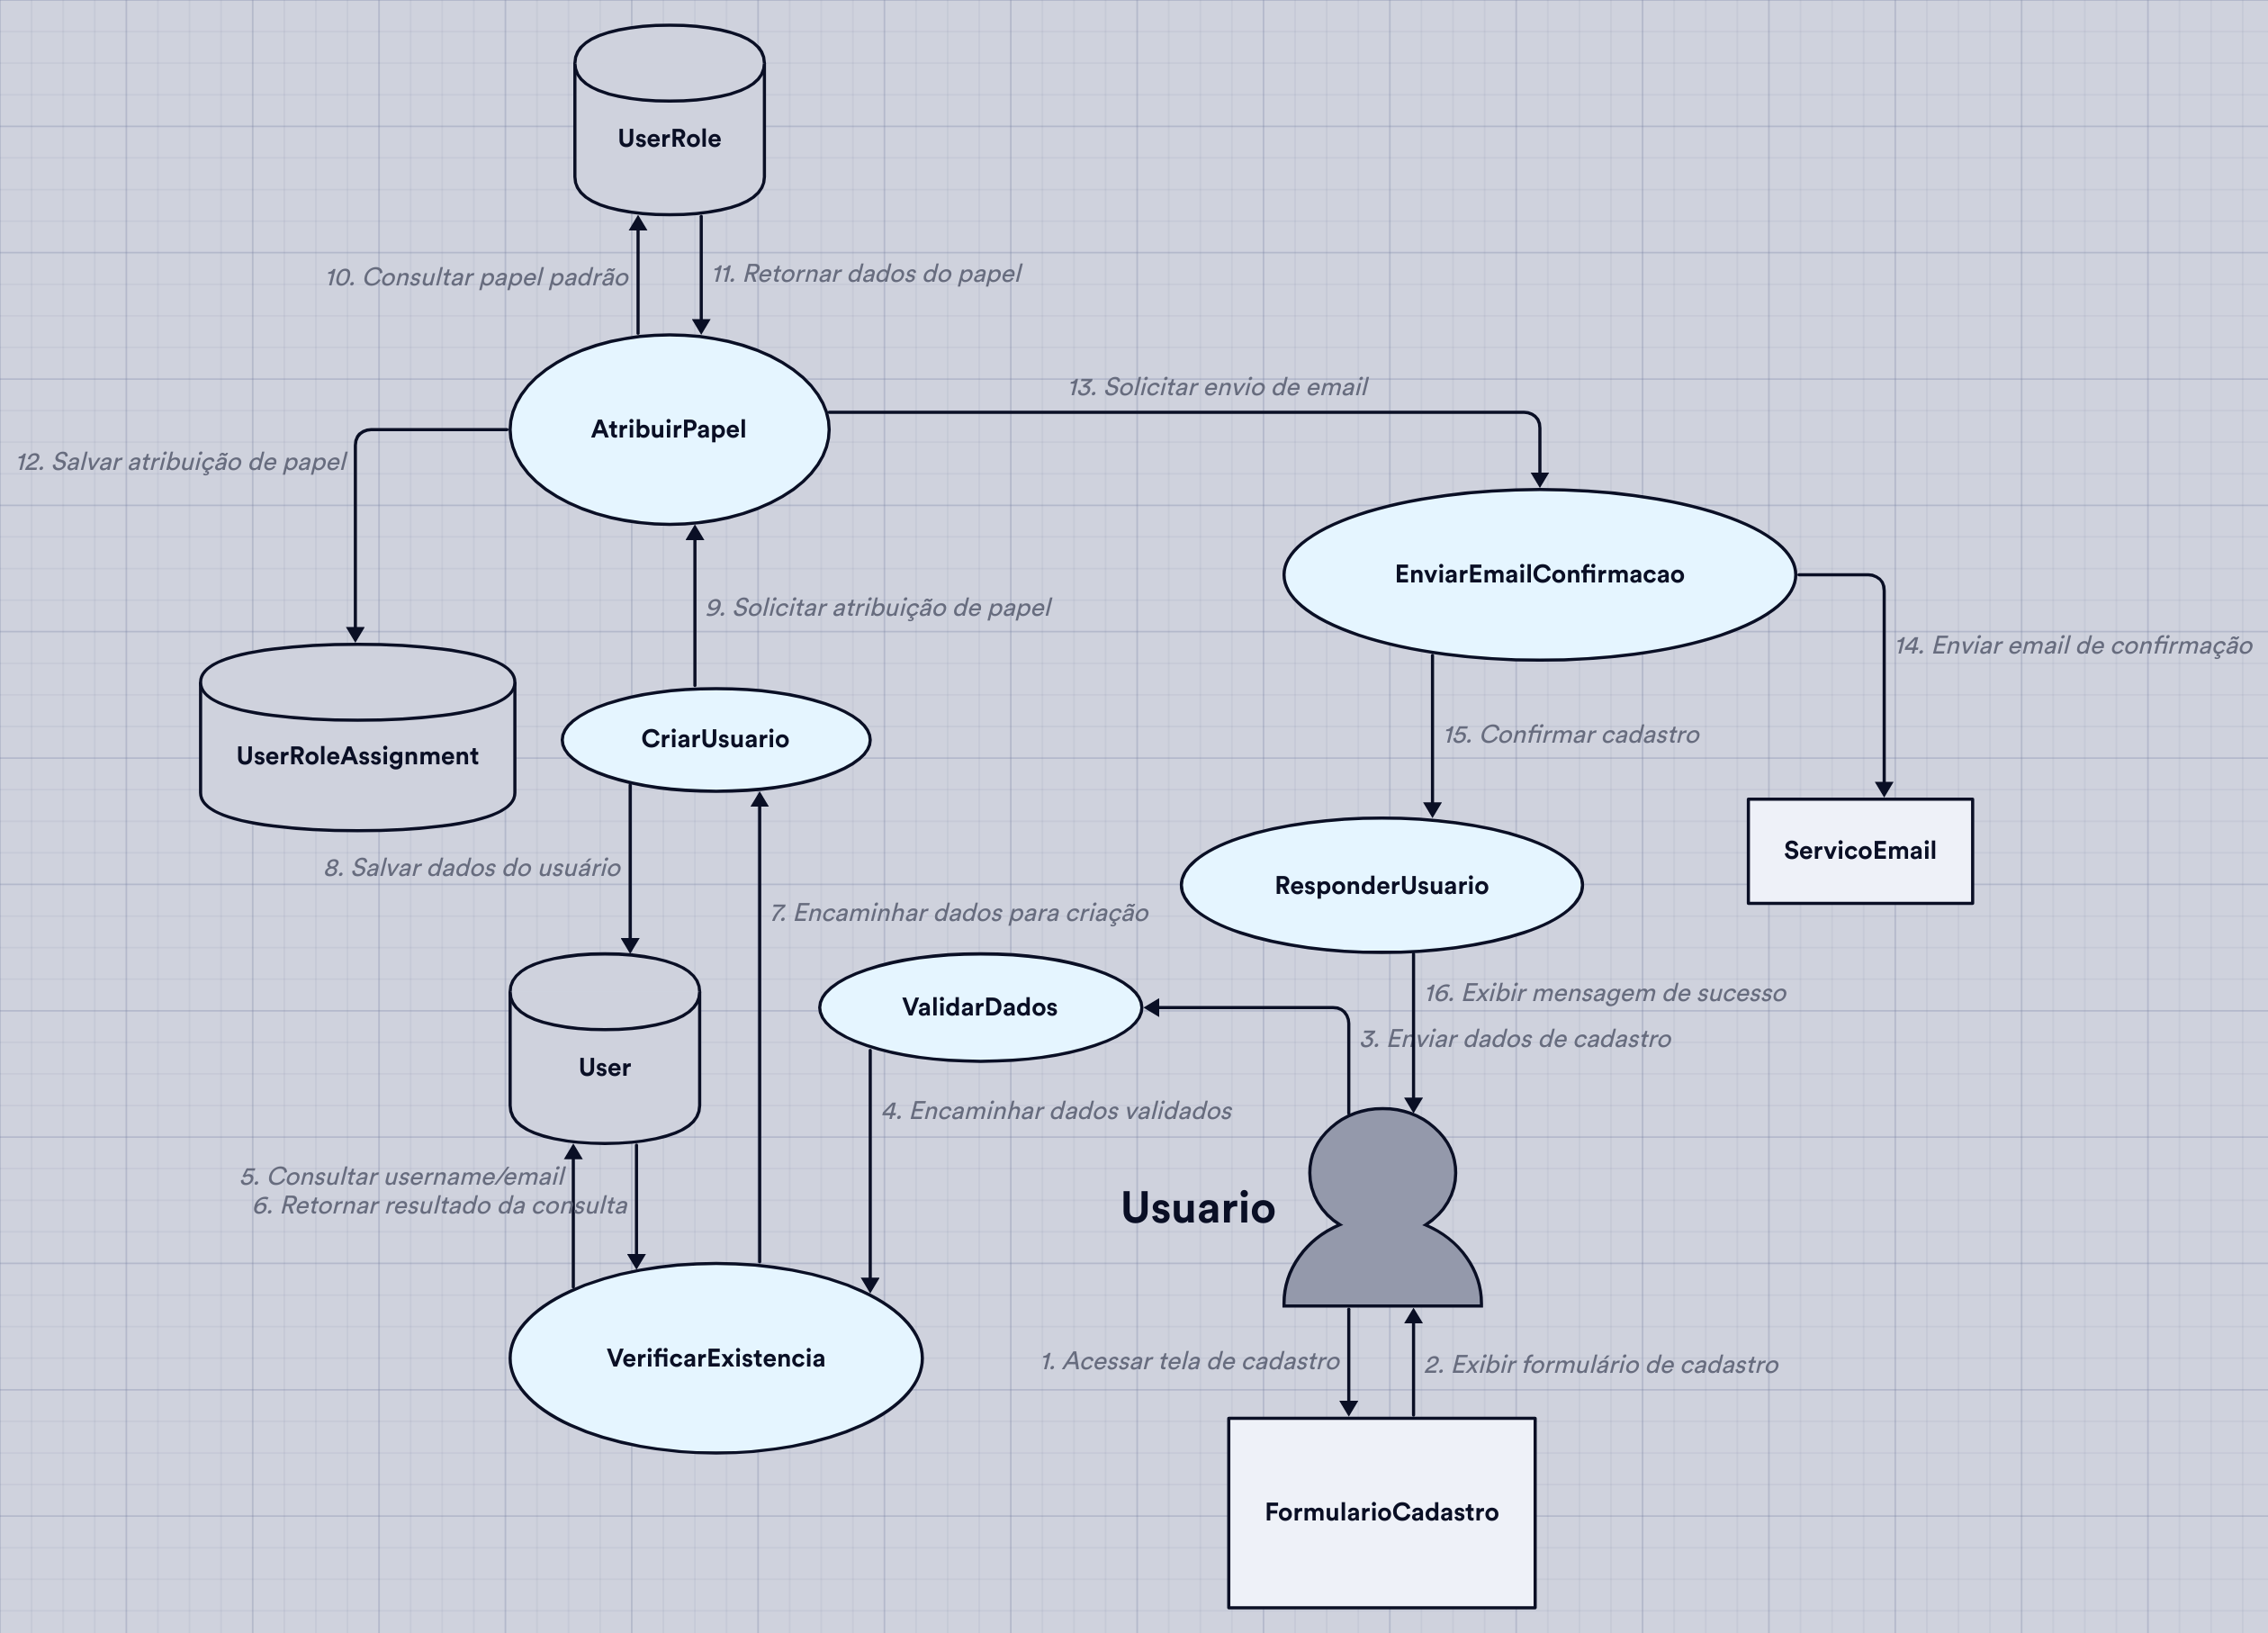 UserRole
10. Consultar papel padrão
11. Retornar dados do papel
13. Solicitar envio de email
AtribuirPapel
12. Salvar atribuição de papel
EnviarEmailConfirmacao
9. Solicitar atribuição de papel
14. Enviar email de confirmação
15. Confirmar cadastro
CriarUsuario
UserRoleAssignment
ServicoEmail
8. Salvar dados do usuário
ResponderUsuario
7. Encaminhar dados para criação
16. Exibir mensagem de sucesso
ValidarDados
3. Enviar dados de cadastro
User
4. Encaminhar dados validados
5. Consultar username/email
6. Retornar resultado da consulta
Usuario
VerificarExistencia
1. Acessar tela de cadastro
2. Exibir formulário de cadastro
FormularioCadastro